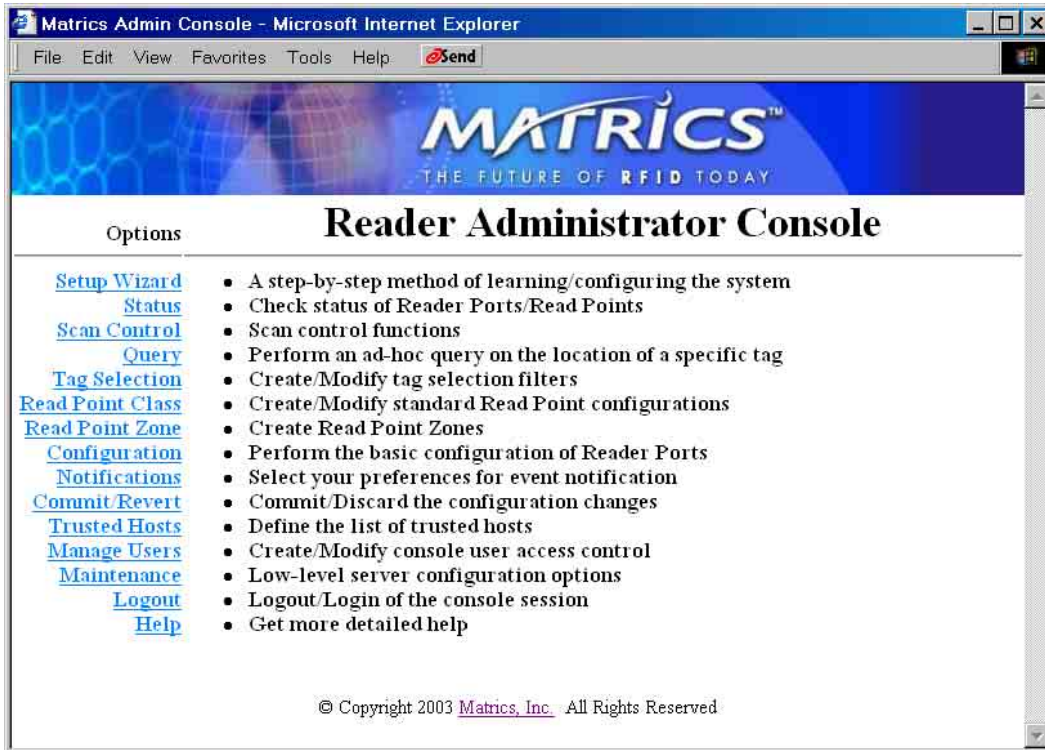 Matrics Admin Console - Microsoft Internet Explorer
File Edit View Favorites Tools Help eSend
MATRICS™
THE FUTURE OF RFID TODAY
Options
Reader Administrator Console
Setup Wizard • A step-by-step method of learning/configuring the system
Status • Check status of Reader Ports/Read Points
Scan Control • Scan control functions
Query • Perform an ad-hoc query on the location of a specific tag
Tag Selection • Create/Modify tag selection filters
Read Point Class • Create/Modify standard Read Point configurations
Read Point Zone • Create Read Point Zones
Configuration • Perform the basic configuration of Reader Ports
Notifications • Select your preferences for event notification
Commit/Revert • Commit/Discard the configuration changes
Trusted Hosts • Define the list of trusted hosts
Manage Users • Create/Modify console user access control
Maintenance • Low-level server configuration options
Logout • Logout/Login of the console session
Help • Get more detailed help
© Copyright 2003 Matrics, Inc. All Rights Reserved